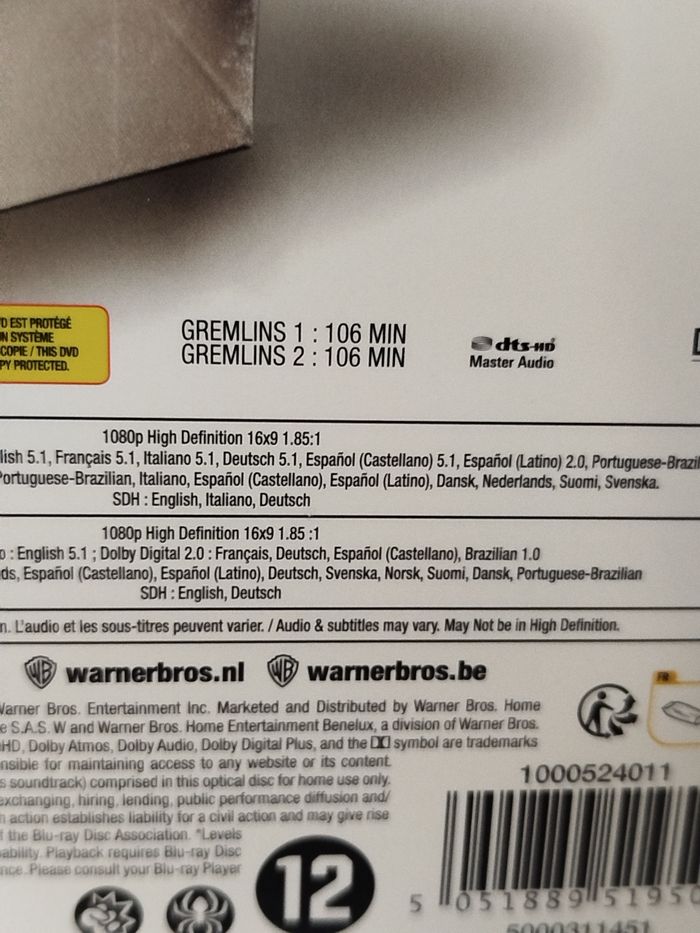 D EST PROTÉGÉ
N SYSTÈME
COPIE / THIS DVD
PY PROTECTED.
GREMLINS 1 : 106 MIN
GREMLINS 2 : 106 MIN
dts-HD
Master Audio
1080p High Definition 16x9 1.85:1
lish 5.1, Français 5.1, Italiano 5.1, Deutsch 5.1, Español (Castellano) 5.1, Español (Latino) 2.0, Portuguese-Brazil
Portuguese-Brazilian, Italiano, Español (Castellano), Español (Latino), Dansk, Nederlands, Suomi, Svenska.
SDH : English, Italiano, Deutsch
1080p High Definition 16x9 1.85 :1
o : English 5.1 ; Dolby Digital 2.0 : Français, Deutsch, Español (Castellano), Brazilian 1.0
ds, Español (Castellano), Español (Latino), Deutsch, Svenska, Norsk, Suomi, Dansk, Portuguese-Brazilian
SDH : English, Deutsch
n. L'audio et les sous-titres peuvent varier. / Audio & subtitles may vary. May Not be in High Definition.
WB warnerbros.nl WB warnerbros.be
FR
Warner Bros. Entertainment Inc. Marketed and Distributed by Warner Bros. Home
e S.A.S. W and Warner Bros. Home Entertainment Benelux, a division of Warner Bros.
HD, Dolby Atmos, Dolby Audio, Dolby Digital Plus, and the symbol are trademarks
nsible for maintaining access to any website or its content.
s soundtrack) comprised in this optical disc for home use only.
exchanging, hiring, lending, public performance diffusion and/
n action establishes liability for a civil action and may give rise
f the Blu-ray Disc Association. *Levels
ability. Playback requires Blu-ray Disc
nce. Please consult your Blu-ray Player
12
1000524011
5 051889 5195
5000311451